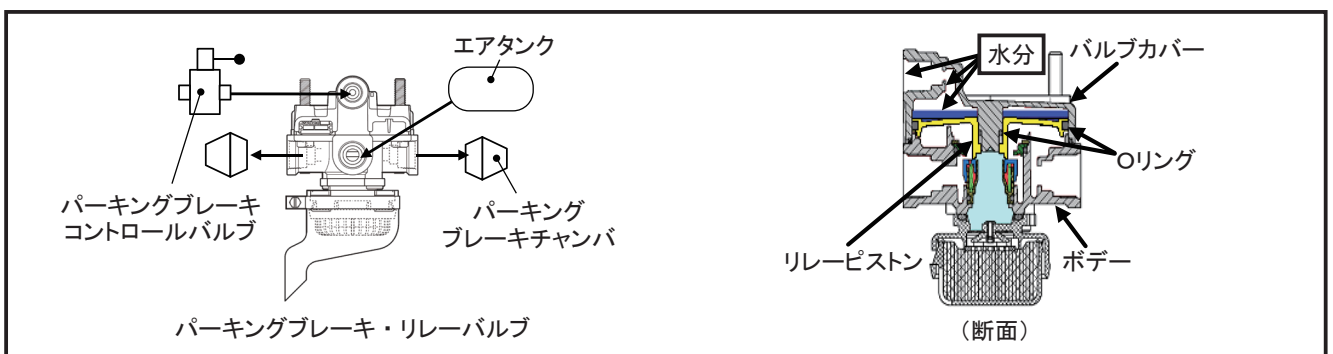 エアタンク
パーキングブレーキ
コントロールバルブ
パーキング
ブレーキチャンバ
パーキングブレーキ・リレーバルブ
水分
バルブカバー
Oリング
リレーピストン
ボデー
(断面)